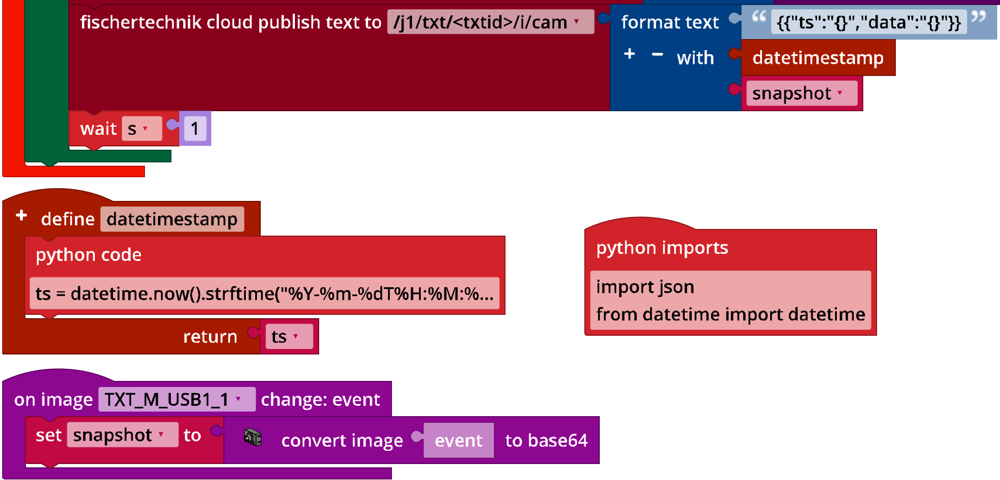 fischertechnik cloud publish text to /j1/txt/<txtid>/i/cam format text “ {{"ts":"{}","data":"{}"}} ”
+ - with datetimestamp
snapshot
wait s 1
+ define datetimestamp
python code
ts = datetime.now().strftime("%Y-%m-%dT%H:%M:%...
return ts
python imports
import json
from datetime import datetime
on image TXT_M_USB1_1 change: event
set snapshot to convert image event to base64